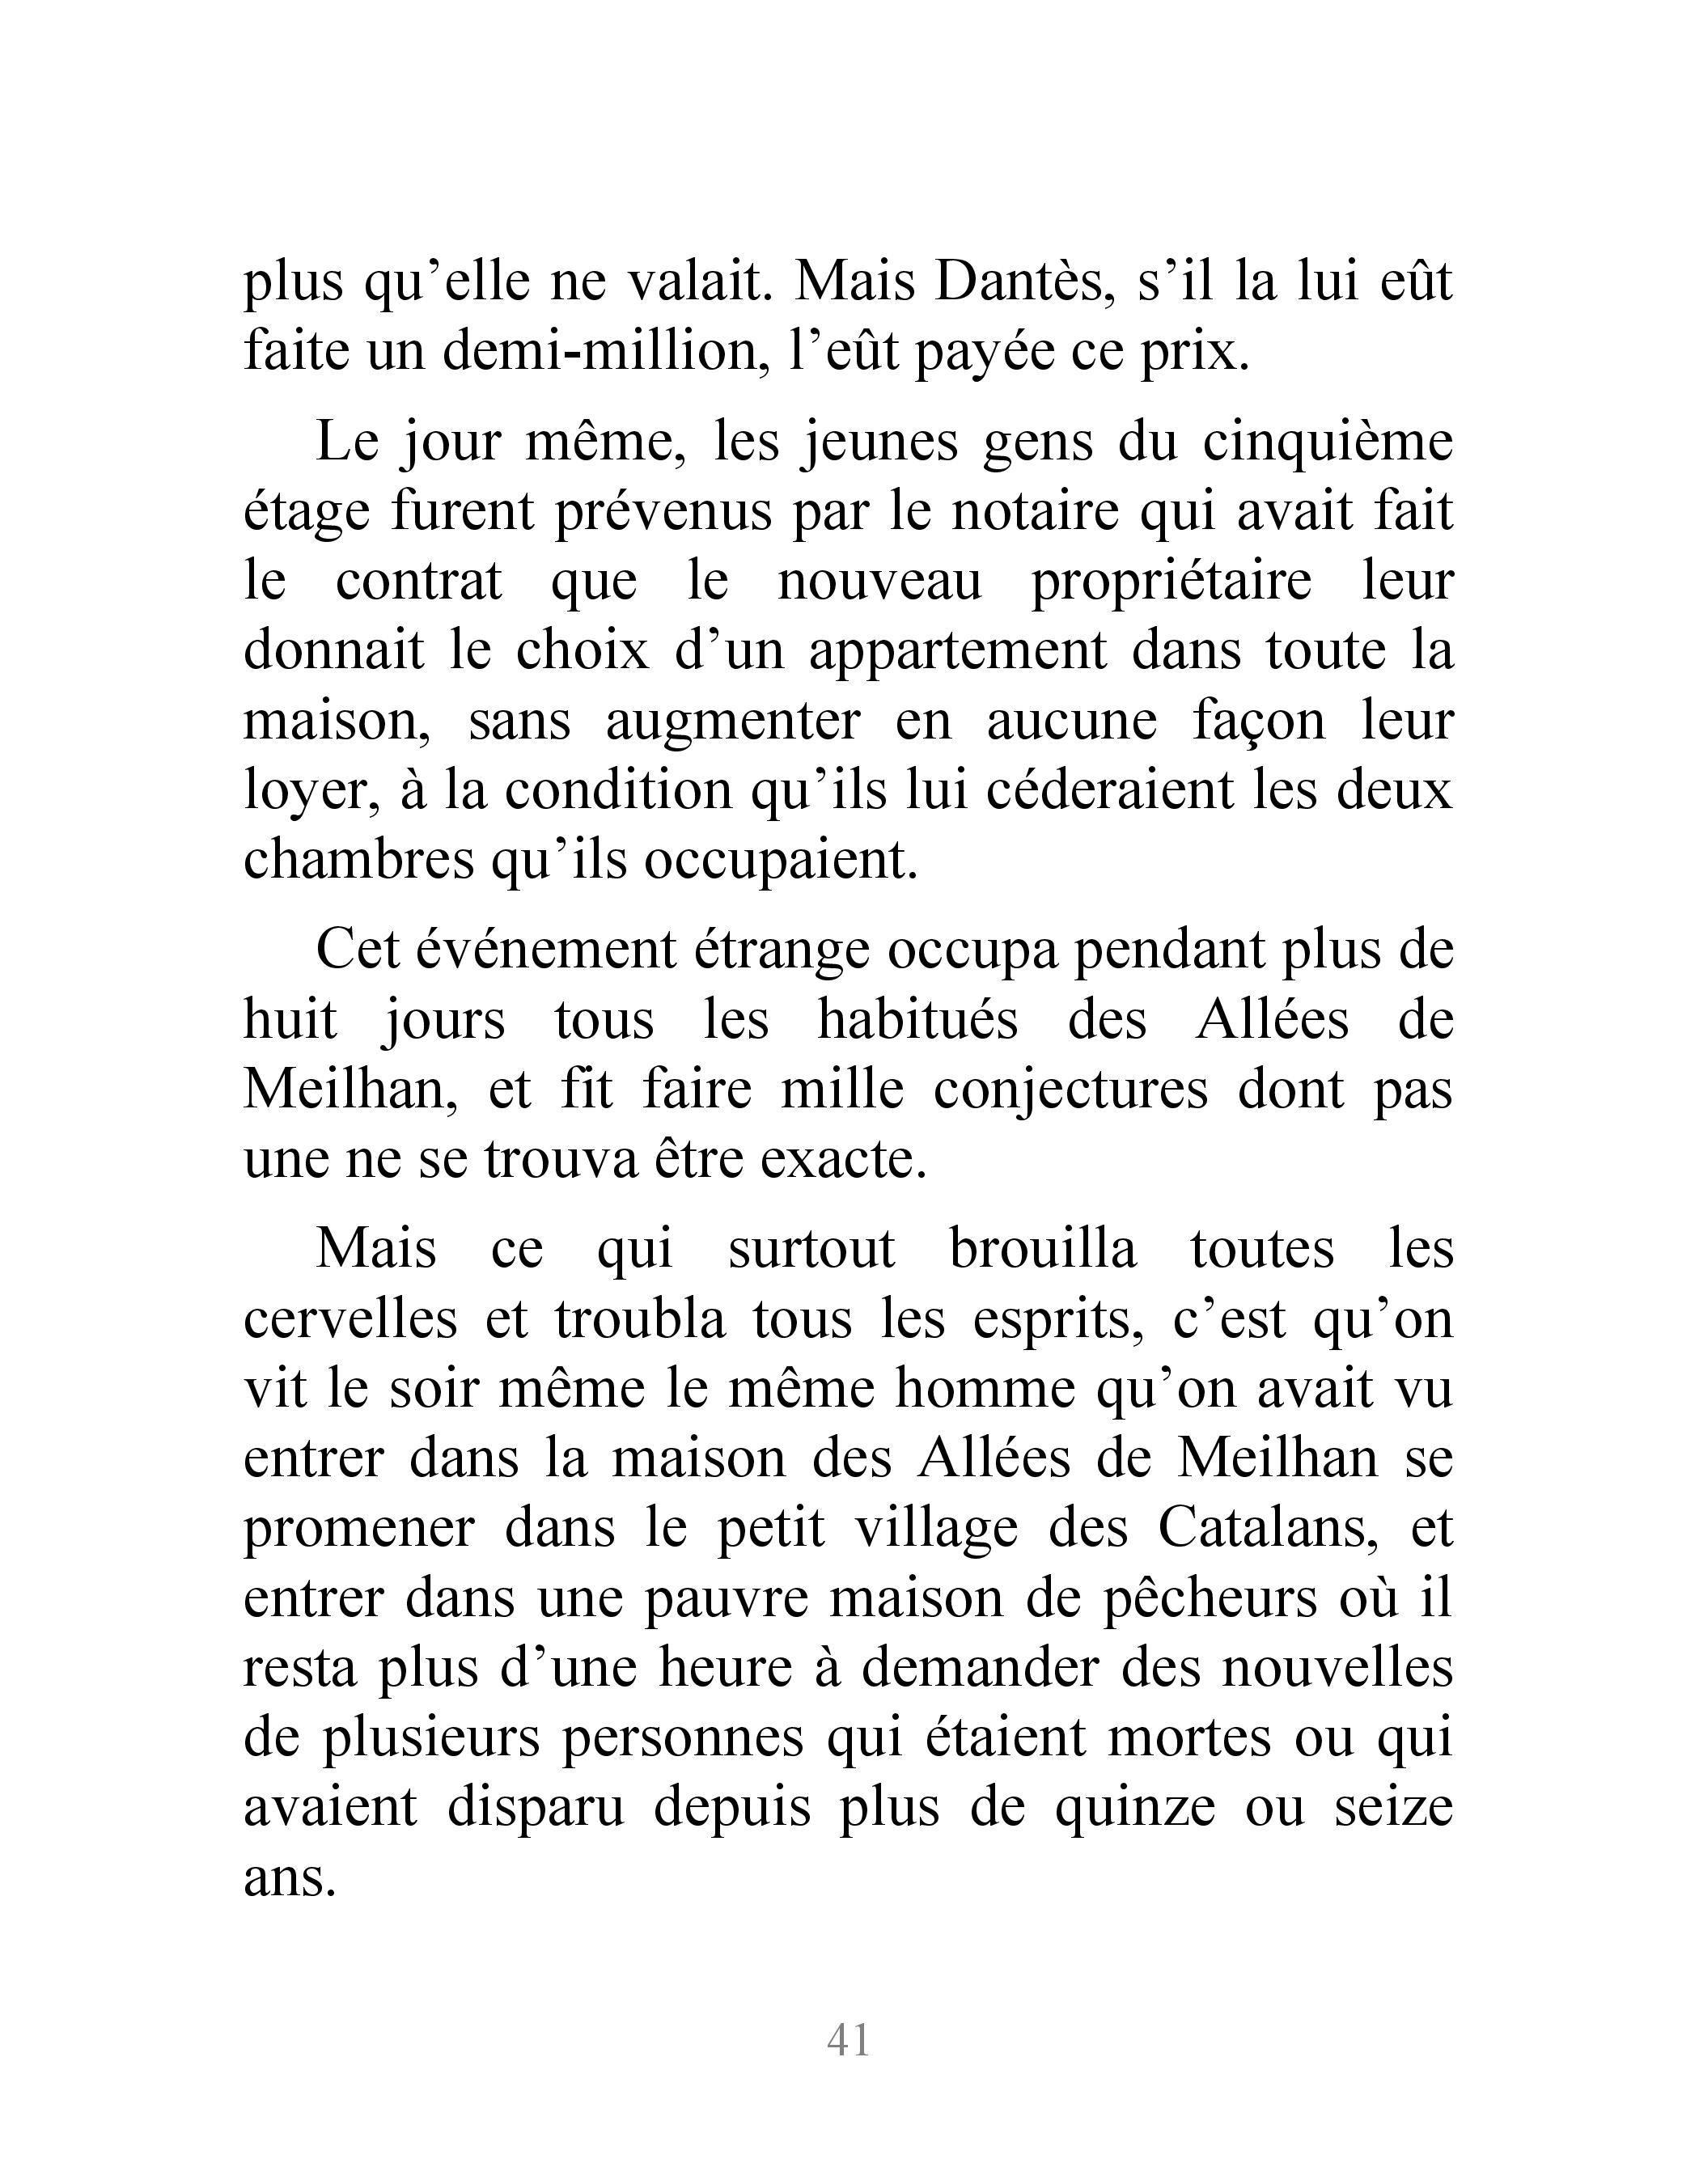 plus qu’elle ne valait. Mais Dantès, s’il la lui eût
faite un demi-million, l’eût payée ce prix.
Le jour même, les jeunes gens du cinquième
étage furent prévenus par le notaire qui avait fait
le contrat que le nouveau propriétaire leur
donnait le choix d’un appartement dans toute la
maison, sans augmenter en aucune façon leur
loyer, à la condition qu’ils lui céderaient les deux
chambres qu’ils occupaient.
Cet événement étrange occupa pendant plus de
huit jours tous les habitués des Allées de
Meilhan, et fit faire mille conjectures dont pas
une ne se trouva être exacte.
Mais ce qui surtout brouilla toutes les
cervelles et troubla tous les esprits, c’est qu’on
vit le soir même le même homme qu’on avait vu
entrer dans la maison des Allées de Meilhan se
promener dans le petit village des Catalans, et
entrer dans une pauvre maison de pêcheurs où il
resta plus d’une heure à demander des nouvelles
de plusieurs personnes qui étaient mortes ou qui
avaient disparu depuis plus de quinze ou seize
ans.
41